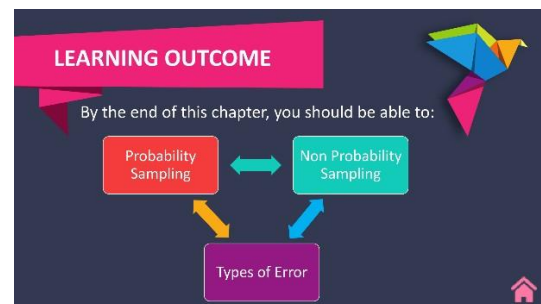 LEARNING OUTCOME
By the end of this chapter, you should be able to:
Probability
Sampling
Non Probability
Sampling
Types of Error